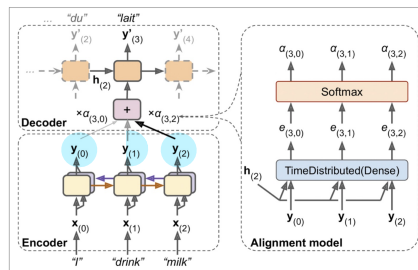 ... "du" "lait"
y'(2) y'(3) y'(4)
... h(2)
×α(3,0) + ×α(3,2)
Decoder
y(0) y(1) y(2)
x(0) x(1) x(2)
Encoder
"I" "drink" "milk"
α(3,0) α(3,1) α(3,2)
Softmax
e(3,0) e(3,1) e(3,2)
TimeDistributed(Dense)
h(2)
y(0) y(1) y(2)
Alignment model